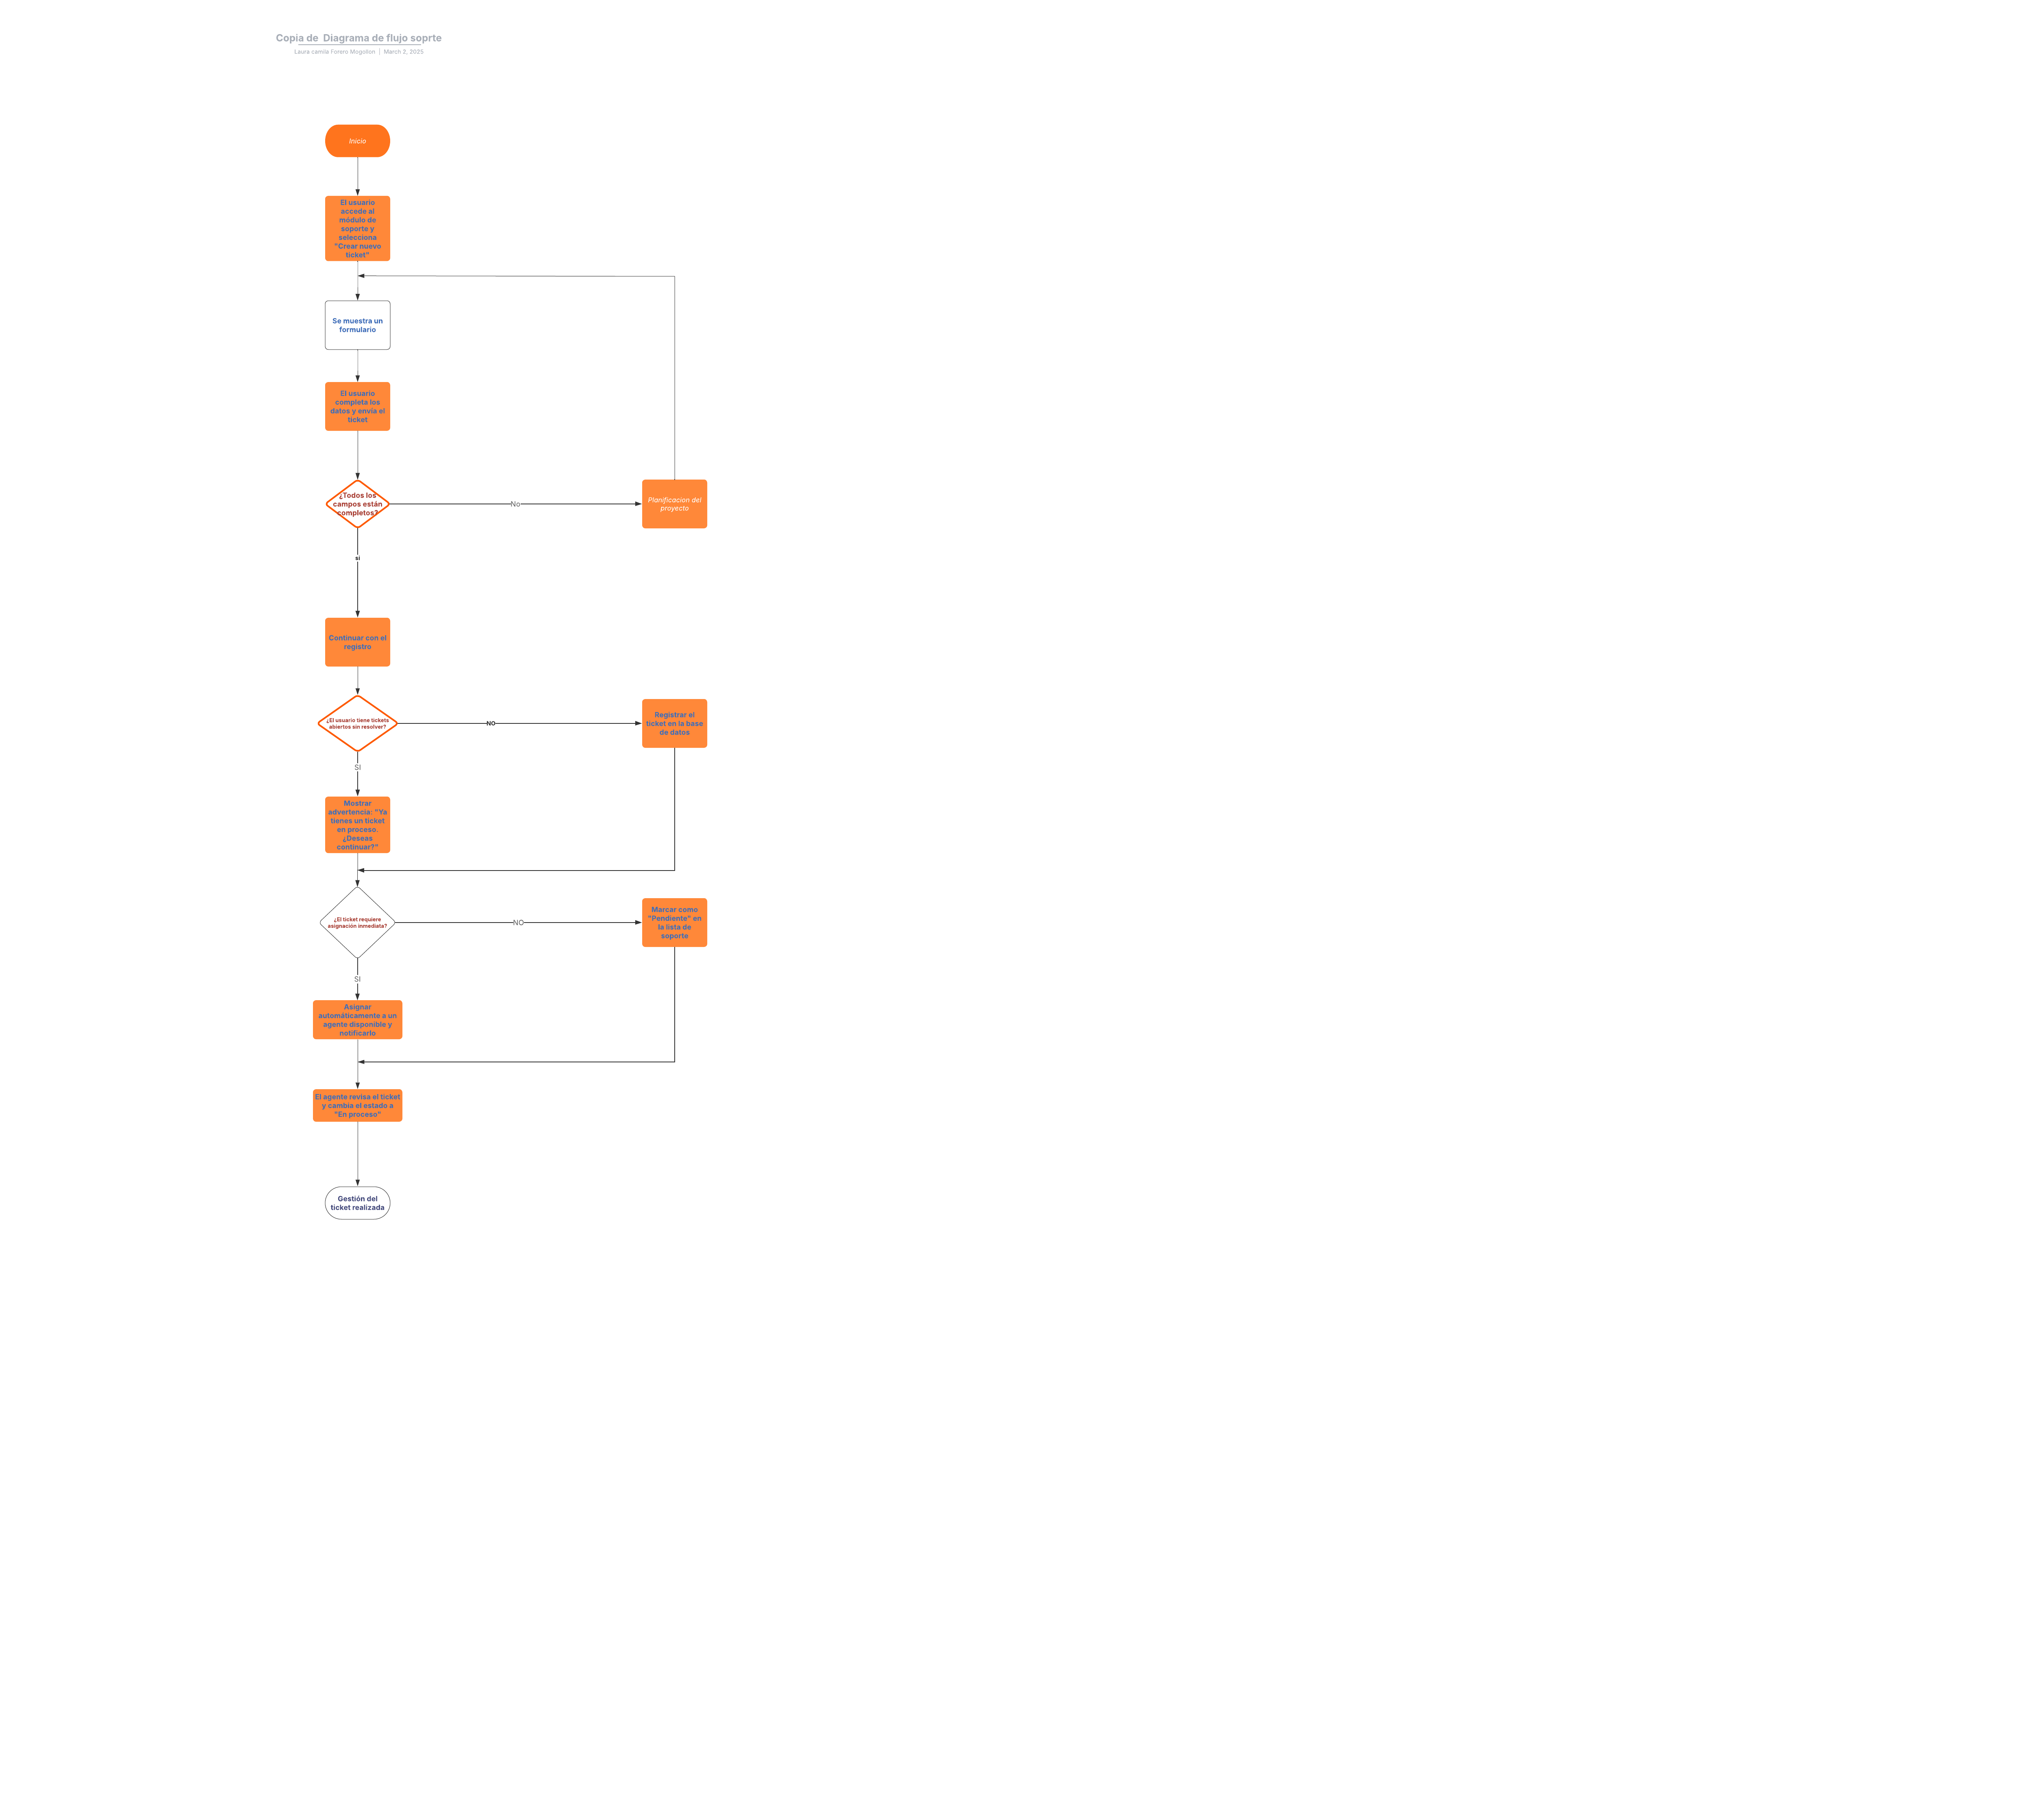 Copia de  Diagrama de flujo soprte
Laura camila Forero Mogollon | March 2, 2025
Inicio
El usuario
accede al
módulo de
soporte y
selecciona
"Crear nuevo
ticket"
Se muestra un
formulario
El usuario
completa los
datos y envía el
ticket
¿Todos los
campos están
completos?
No
Planificacion del
proyecto
sí
Continuar con el
registro
¿El usuario tiene tickets
abiertos sin resolver?
NO
Registrar el
ticket en la base
de datos
SI
Mostrar
advertencia: "Ya
tienes un ticket
en proceso.
¿Deseas
continuar?"
¿El ticket requiere
asignación inmediata?
NO
Marcar como
"Pendiente" en
la lista de
soporte
SI
Asignar
automáticamente a un
agente disponible y
notificarlo
El agente revisa el ticket
y cambia el estado a
"En proceso"
Gestión del
ticket realizada